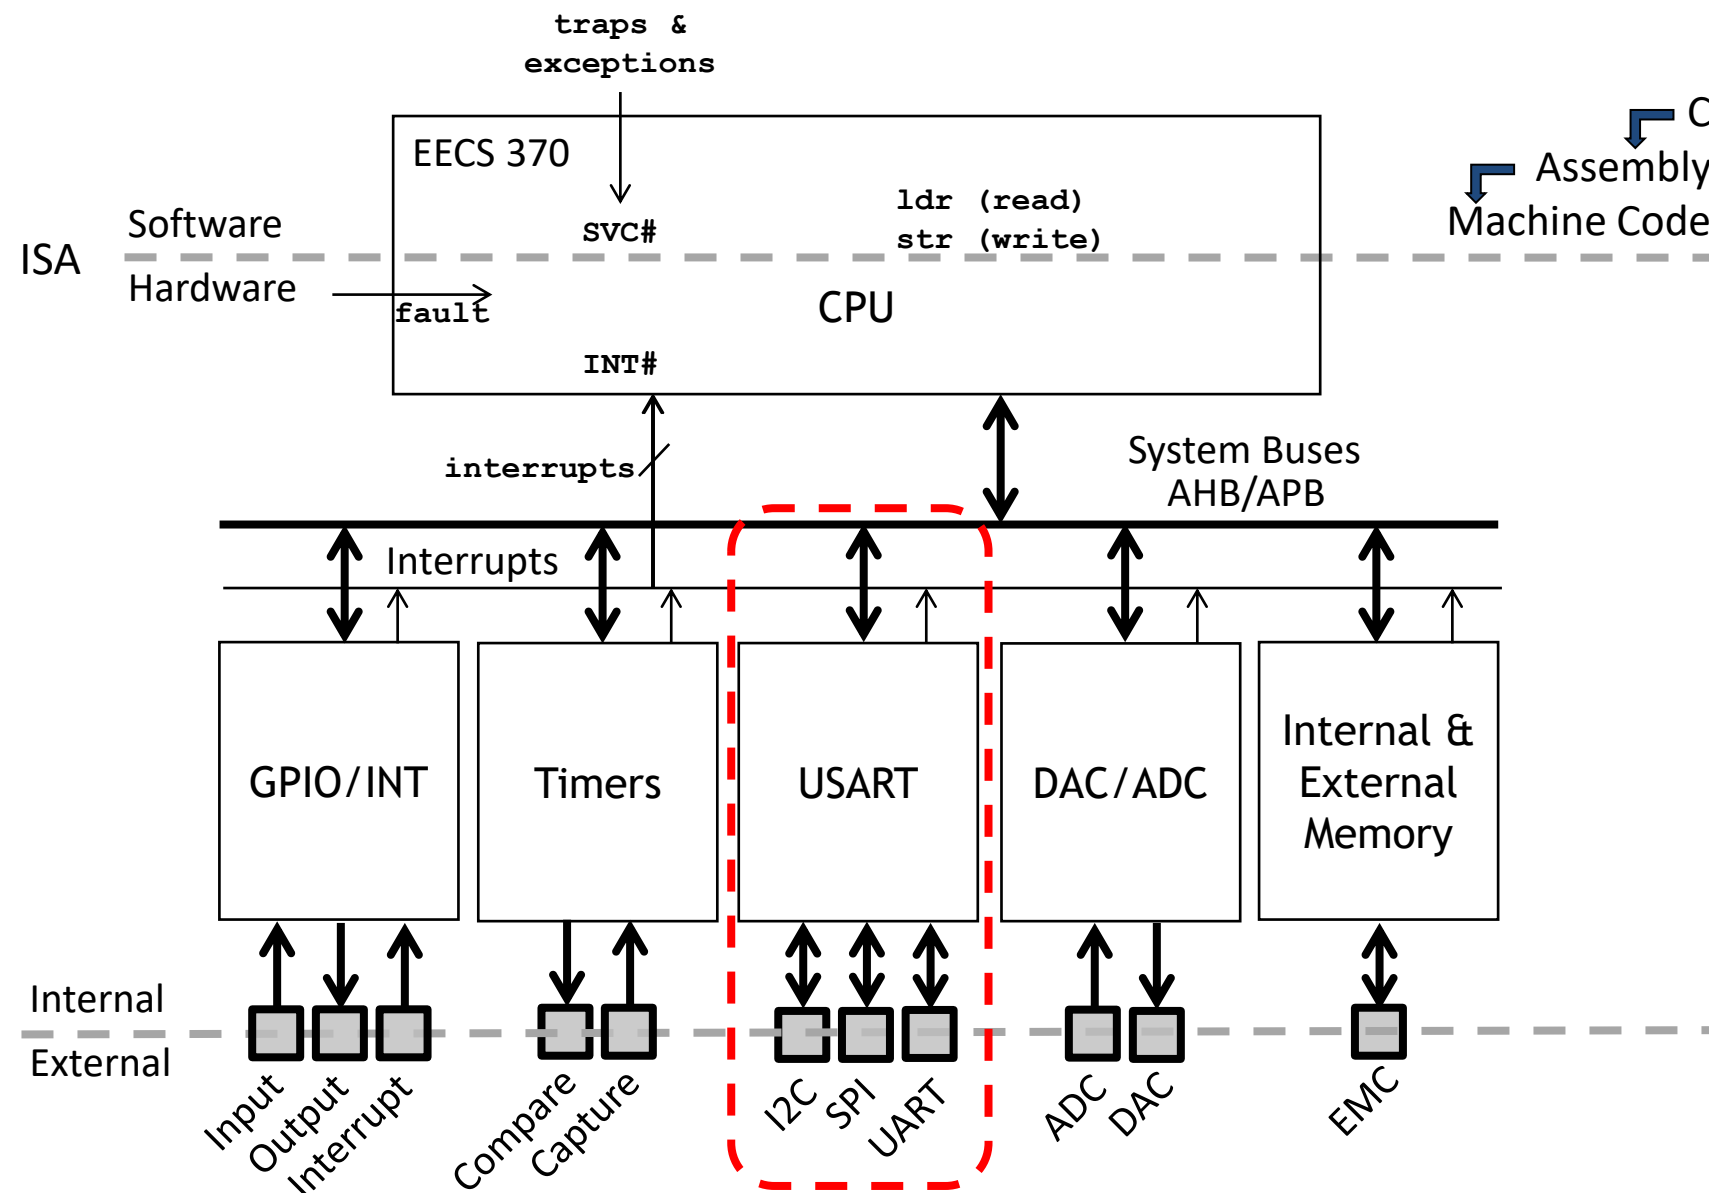 traps &
exceptions
EECS 370
C
Assembly
Machine Code
ldr (read)
str (write)
SVC#
Software
ISA
Hardware
fault
CPU
INT#
interrupts
System Buses
AHB/APB
Interrupts
GPIO/INT
Timers
USART
DAC/ADC
Internal &
External
Memory
Internal
External
Input
Output
Interrupt
Compare
Capture
I2C
SPI
UART
ADC
DAC
EMC